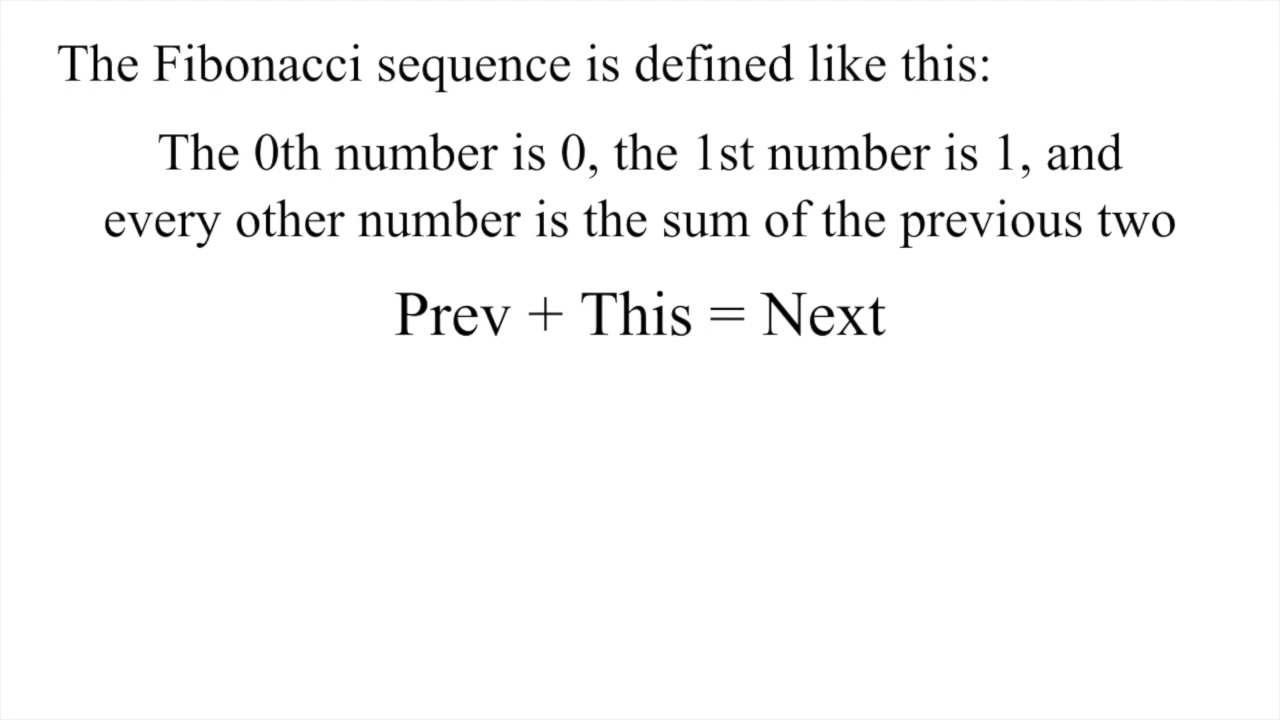 The Fibonacci sequence is defined like this:
The 0th number is 0, the 1st number is 1, and
every other number is the sum of the previous two
Prev + This = Next